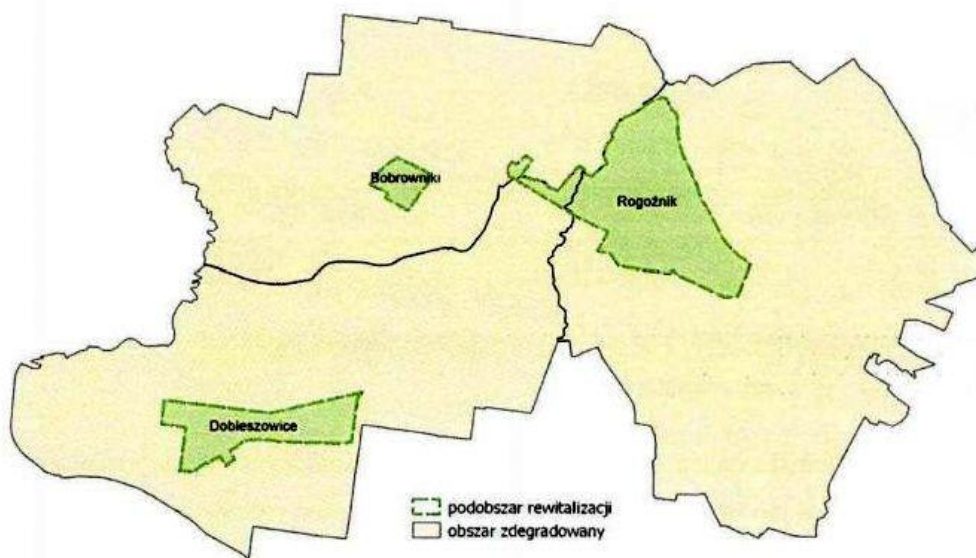 Bobrowniki
Rogoźnik
Dobieszowice
podobszar rewitalizacji
obszar zdegradowany